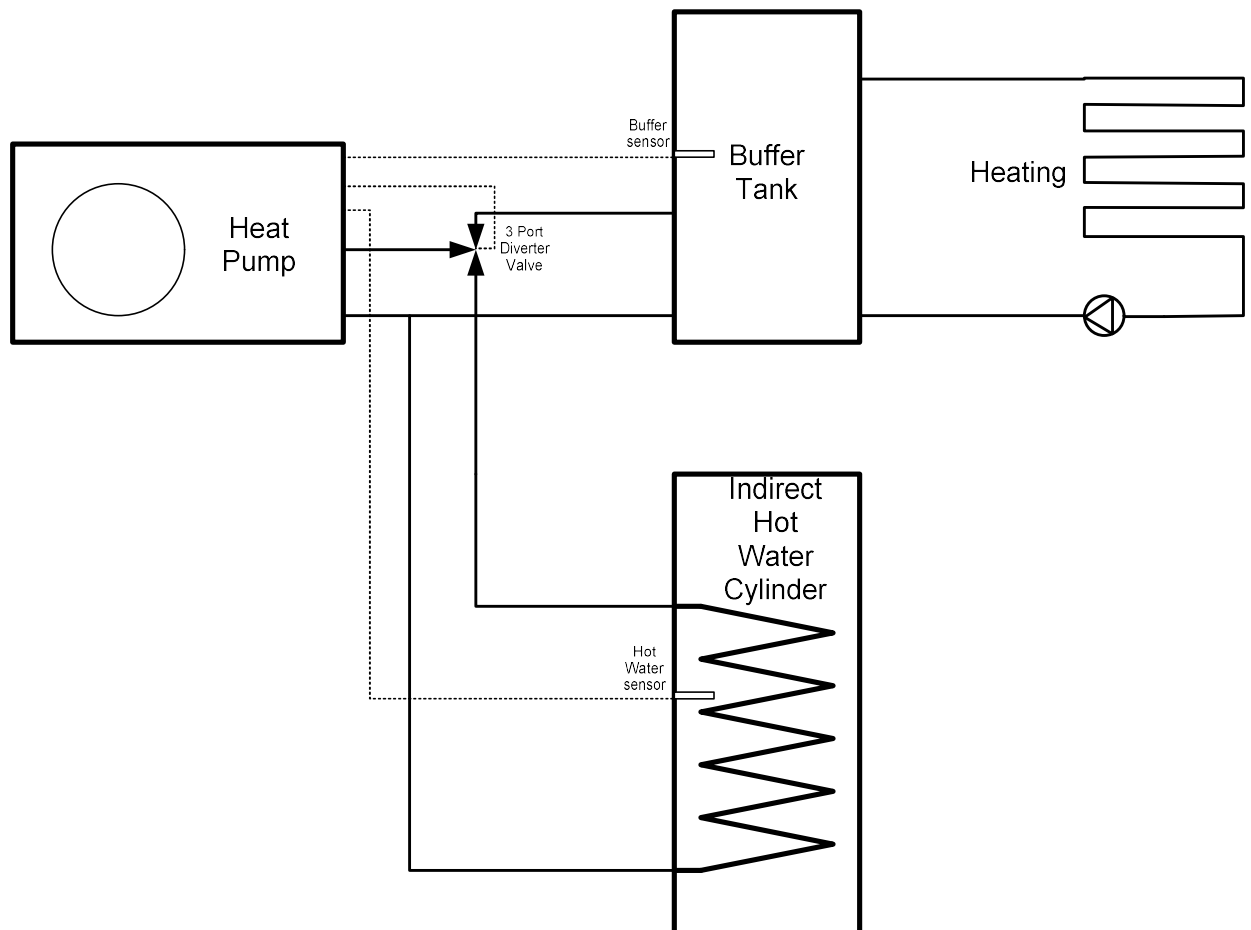 Buffer
sensor
Buffer
Tank
Heating
Heat
Pump
3 Port
Diverter
Valve
Indirect
Hot
Water
Cylinder
Hot
Water
sensor